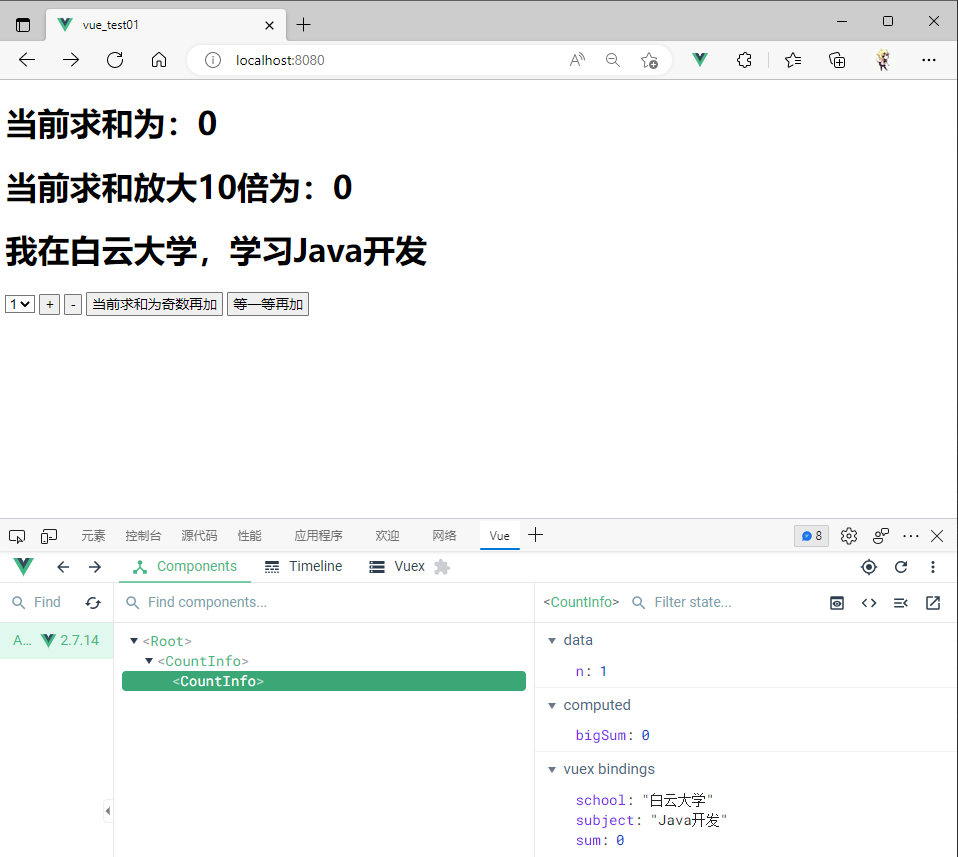 vue_test01
localhost:8080
当前求和为：0
当前求和放大10倍为：0
我在白云大学，学习Java开发
1 + - 当前求和为奇数再加 等一等再加
元素 控制台 源代码 性能 应用程序 欢迎 网络 Vue 8
Components Timeline Vuex
Find Find components... <CountInfo> Filter state...
A... 2.7.14
<Root>
<CountInfo>
<CountInfo>
data
n: 1
computed
bigSum: 0
vuex bindings
school: "白云大学"
subject: "Java开发"
sum: 0